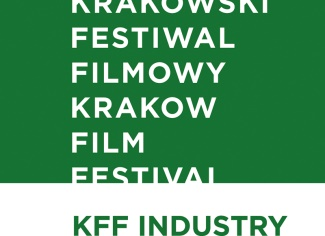 KRAKOWSKI
FESTIWAL
FILMOWY
KRAKOW
FILM
FESTIVAL
KFF INDUSTRY